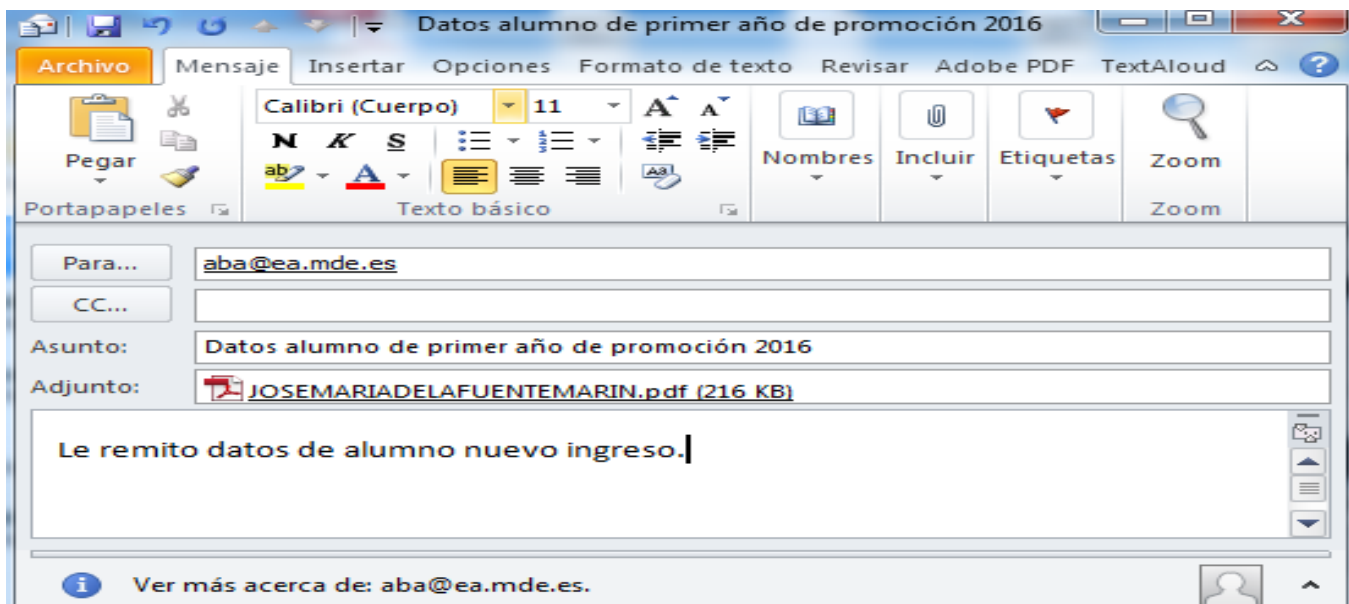 Datos alumno de primer año de promoción 2016
Archivo Mensaje Insertar Opciones Formato de texto Revisar Adobe PDF TextAloud
Calibri (Cuerpo) 11 A A
N K S
Pegar ab A Aa
Nombres Incluir Etiquetas Zoom
Portapapeles Texto básico Zoom
Para... aba@ea.mde.es
CC...
Asunto: Datos alumno de primer año de promoción 2016
Adjunto: JOSEMARIADELAFUENTEMARIN.pdf (216 KB)
Le remito datos de alumno nuevo ingreso.
Ver más acerca de: aba@ea.mde.es.